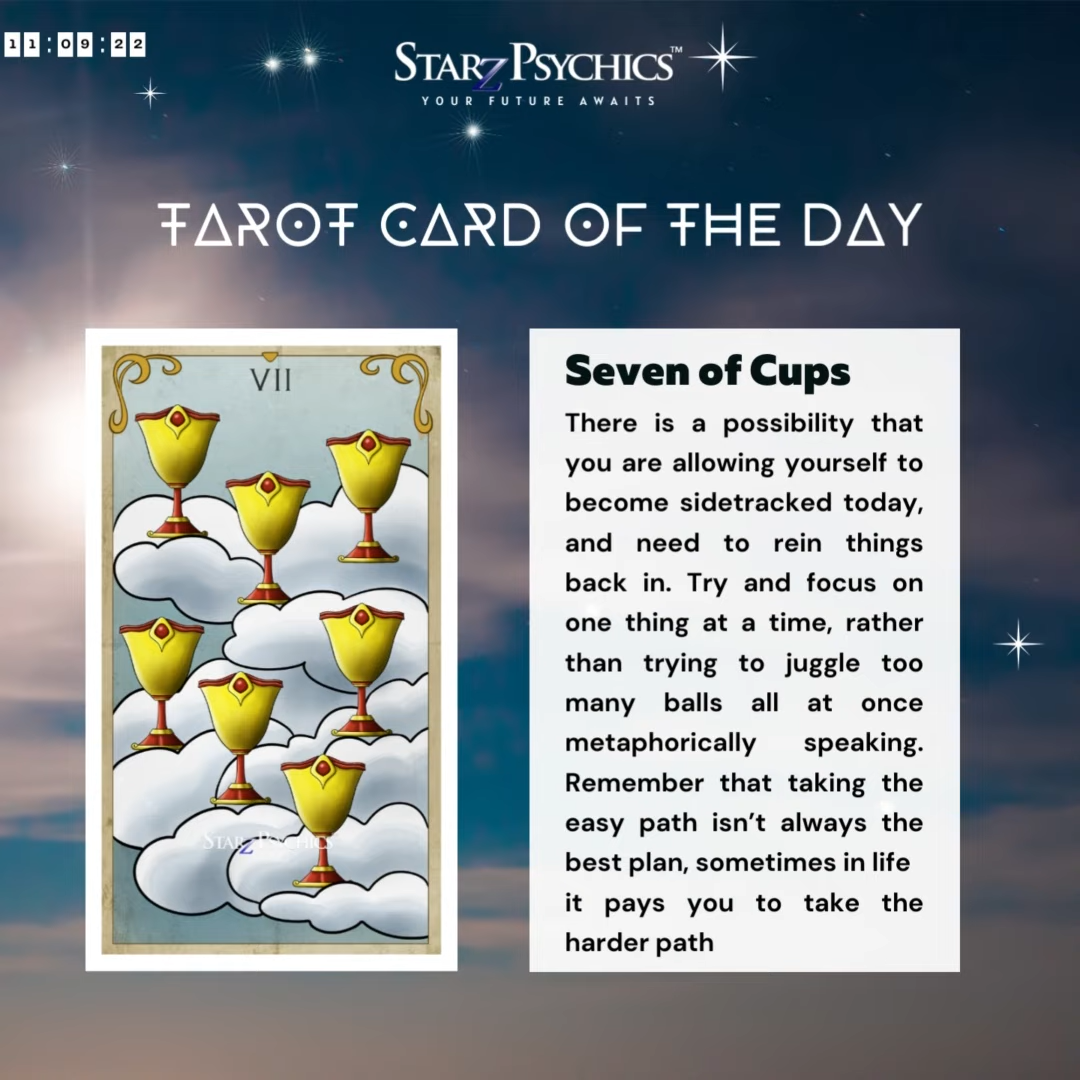 11:09:22
STARZ PSYCHICS™
YOUR FUTURE AWAITS
TAROT CARD OF THE DAY
VII
STARZ PSYCHICS
Seven of Cups
There is a possibility that
you are allowing yourself to
become sidetracked today,
and need to rein things
back in. Try and focus on
one thing at a time, rather
than trying to juggle too
many balls all at once
metaphorically speaking.
Remember that taking the
easy path isn’t always the
best plan, sometimes in life
it pays you to take the
harder path